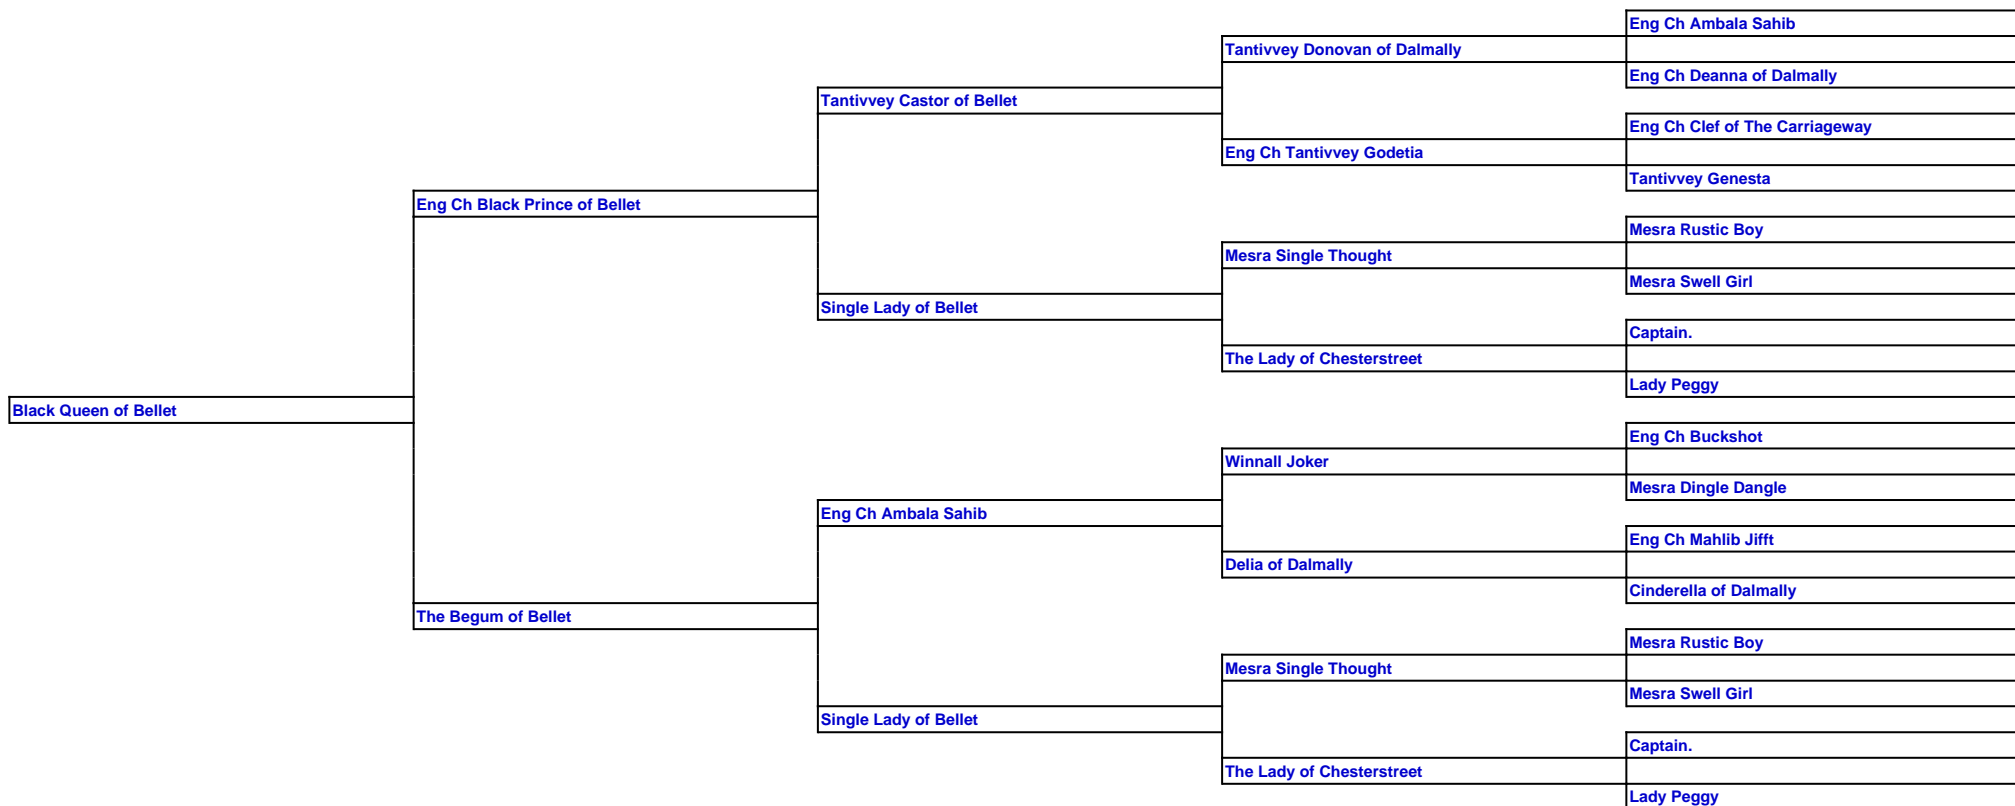 Eng Ch Ambala Sahib
Tantivvey Donovan of Dalmally
Eng Ch Deanna of Dalmally
Tantivvey Castor of Bellet
Eng Ch Clef of The Carriageway
Eng Ch Tantivvey Godetia
Tantivvey Genesta
Eng Ch Black Prince of Bellet
Mesra Rustic Boy
Mesra Single Thought
Mesra Swell Girl
Single Lady of Bellet
Captain.
The Lady of Chesterstreet
Lady Peggy
Black Queen of Bellet
Eng Ch Buckshot
Winnall Joker
Mesra Dingle Dangle
Eng Ch Ambala Sahib
Eng Ch Mahlib Jifft
Delia of Dalmally
Cinderella of Dalmally
The Begum of Bellet
Mesra Rustic Boy
Mesra Single Thought
Mesra Swell Girl
Single Lady of Bellet
Captain.
The Lady of Chesterstreet
Lady Peggy